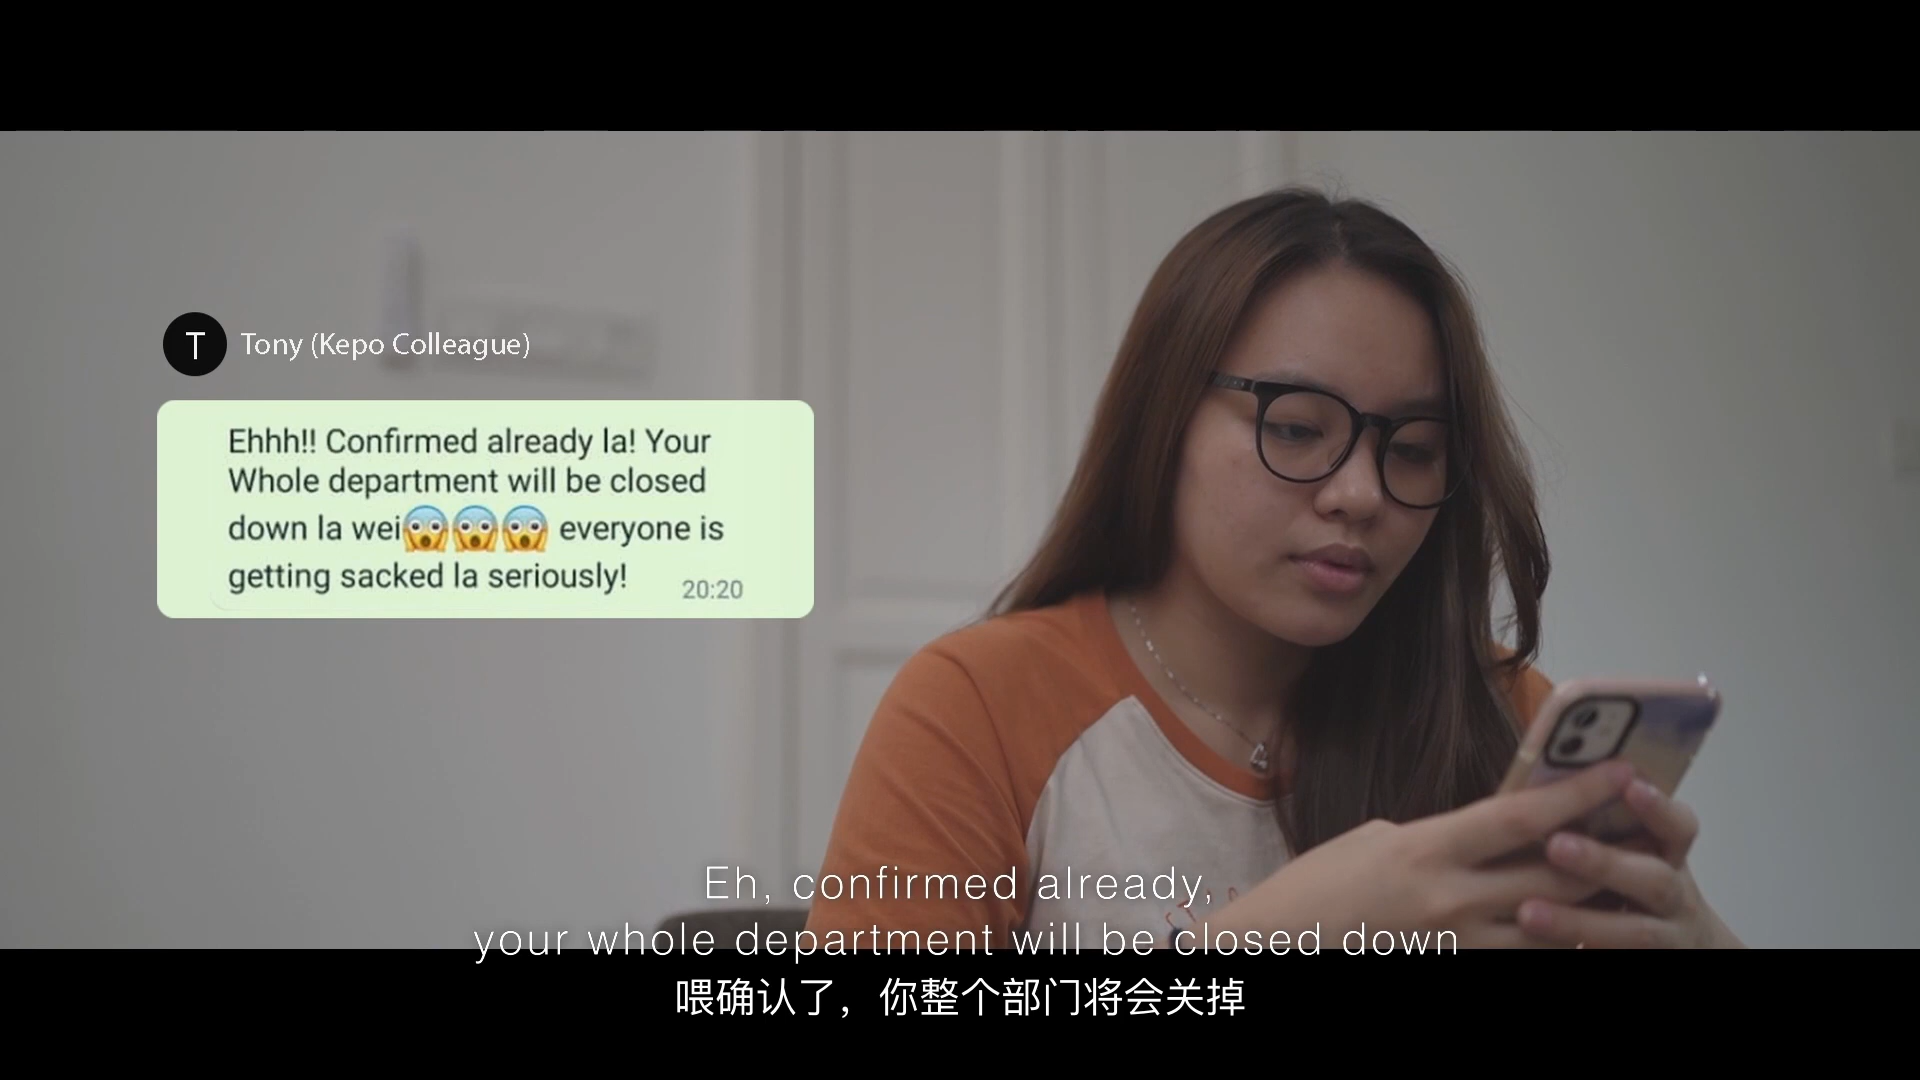 T
Tony (Kepo Colleague)
Ehhh!! Confirmed already la! Your
Whole department will be closed
down la wei😱😱😱 everyone is
getting sacked la seriously!
20:20
Eh, confirmed already,
your whole department will be closed down
喂确认了，你整个部门将会关掉